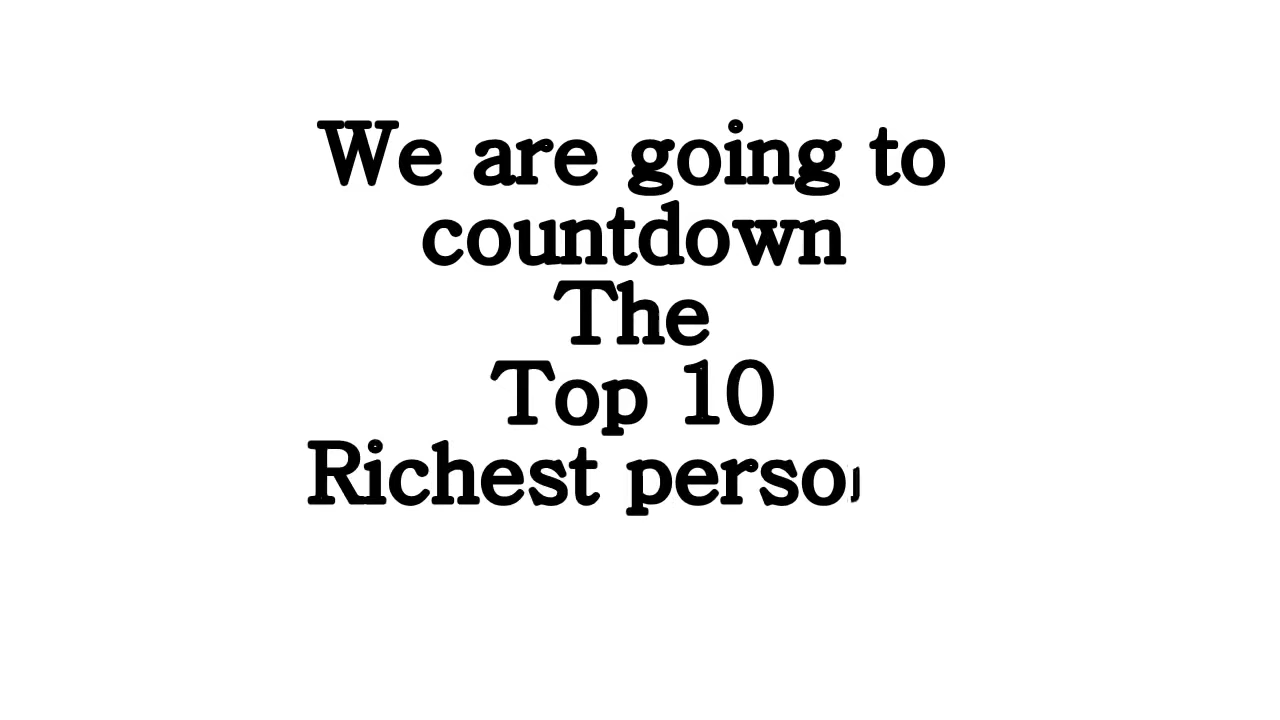 We are going to
countdown
The
Top 10
Richest perso